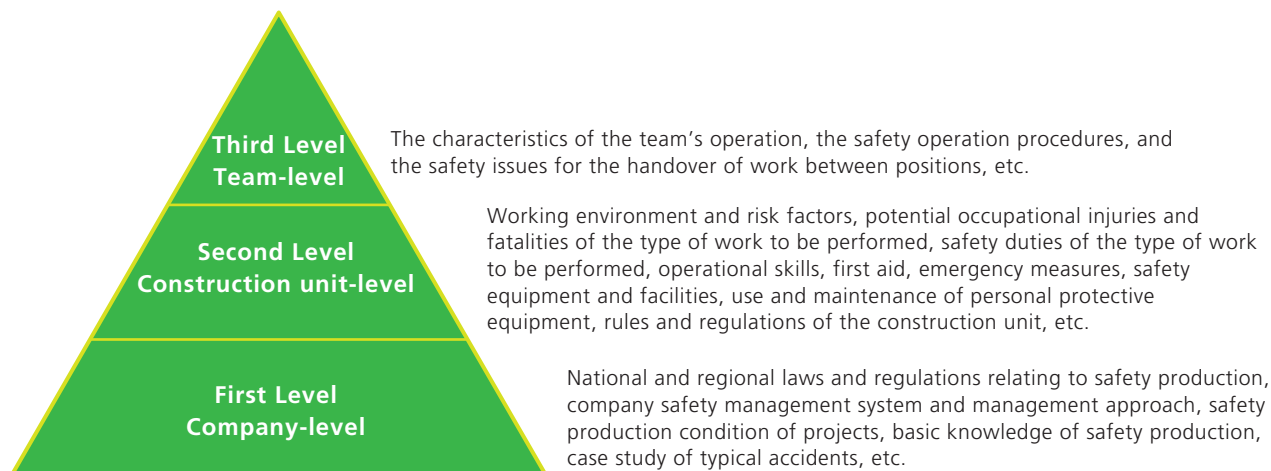 Third Level
Team-level
The characteristics of the team’s operation, the safety operation procedures, and
the safety issues for the handover of work between positions, etc.
Second Level
Construction unit-level
Working environment and risk factors, potential occupational injuries and
fatalities of the type of work to be performed, safety duties of the type of work
to be performed, operational skills, first aid, emergency measures, safety
equipment and facilities, use and maintenance of personal protective
equipment, rules and regulations of the construction unit, etc.
First Level
Company-level
National and regional laws and regulations relating to safety production,
company safety management system and management approach, safety
production condition of projects, basic knowledge of safety production,
case study of typical accidents, etc.